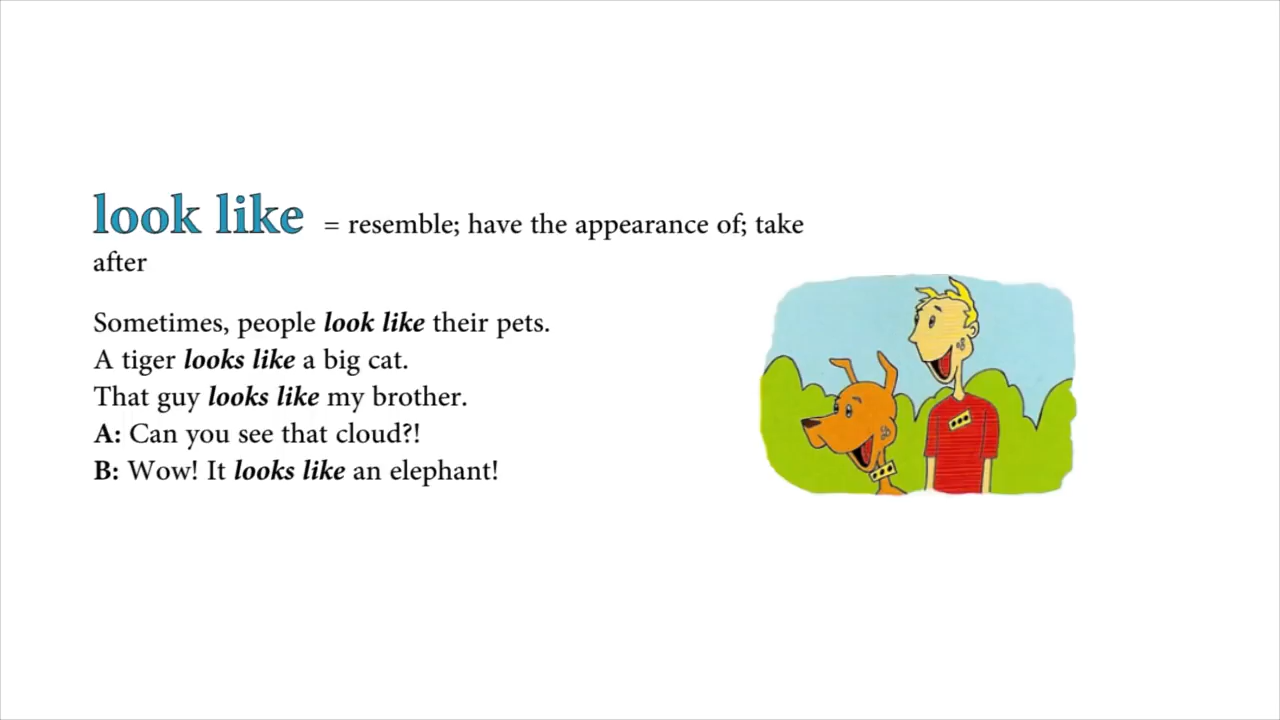 look like = resemble; have the appearance of; take
after
Sometimes, people look like their pets.
A tiger looks like a big cat.
That guy looks like my brother.
A: Can you see that cloud?!
B: Wow! It looks like an elephant!